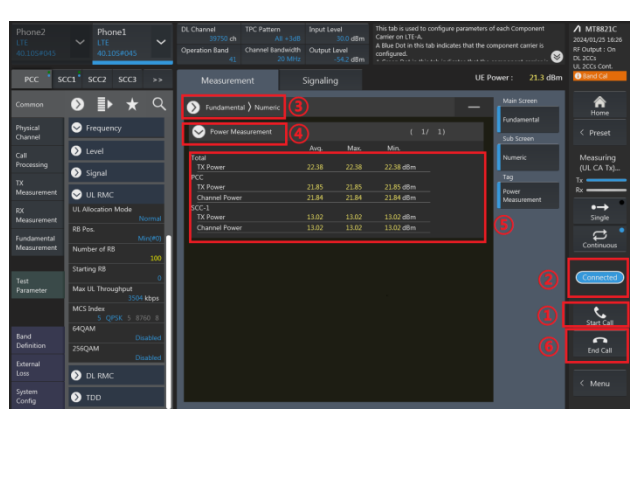 Phone2
LTE
40.105#045
Phone1
LTE
40.105#045
DL Channel
39750 ch
TPC Pattern
All +3dB
Input Level
30.0 dBm
Operation Band
41
Channel Bandwidth
20 MHz
Output Level
-54.2 dBm
This tab is used to configure parameters of each Component
Carrier on LTE-A.
A Blue Dot in this tab indicates that the component carrier is
configured.
MT8821C
2024/01/25 18:26
RF Output : On
DL 2CCs
UL 2CCs Cont.
Band Cal
PCC
SCC1
SCC2
SCC3
>>
Measurement
Signaling
UE Power :
21.3 dBm
Common
Physical
Channel
Call
Processing
TX
Measurement
RX
Measurement
Fundamental
Measurement
Test
Parameter
Band
Definition
External
Loss
System
Config
Frequency
Level
Signal
UL RMC
UL Allocation Mode
Normal
RB Pos.
Min(#0)
Number of RB
100
Starting RB
0
Max UL Throughput
3504 kbps
MCS Index
5 QPSK 5 8760 8
64QAM
Disabled
256QAM
Disabled
DL RMC
TDD
Fundamental
Numeric
③
Power Measurement
( 1/ 1)
④
Avg. Max. Min.
Total
TX Power 22.38 22.38 22.38 dBm
PCC
TX Power 21.85 21.85 21.85 dBm
Channel Power 21.84 21.84 21.84 dBm
SCC-1
TX Power 13.02 13.02 13.02 dBm
Channel Power 13.02 13.02 13.02 dBm
⑤
Main Screen
Fundamental
Sub Screen
Numeric
Tag
Power
Measurement
Home
< Preset
Measuring
(UL CA Tx)...
Tx
Rx
Single
Continuous
② Connected
① Start Call
⑥ End Call
< Menu